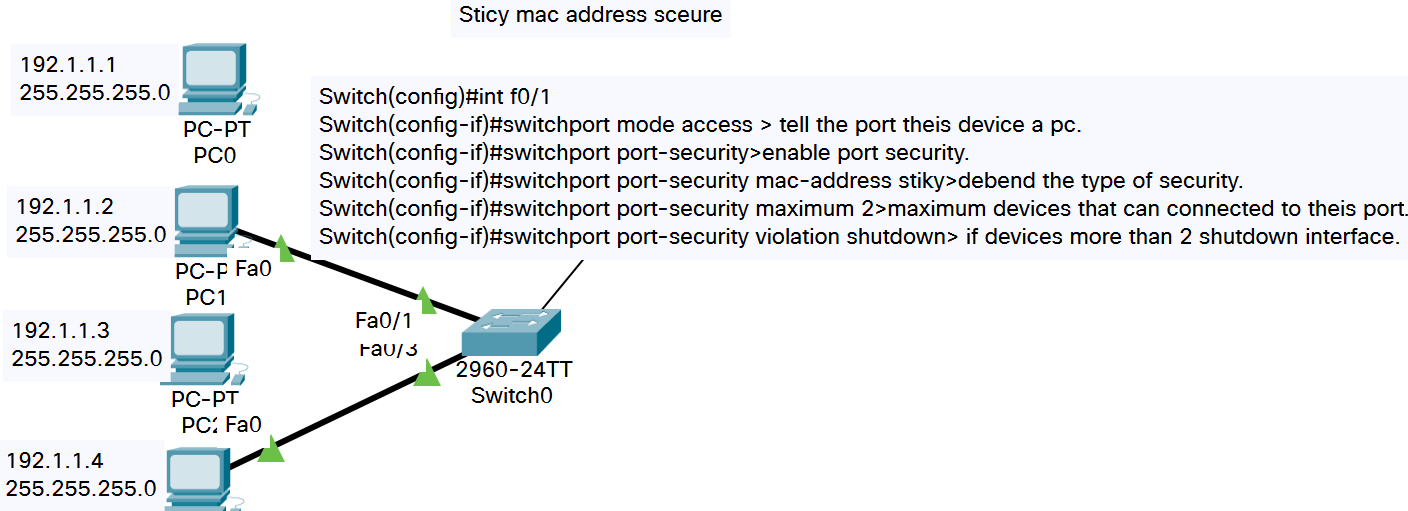 Sticy mac address sceure
192.1.1.1
255.255.255.0
PC-PT
PC0
Switch(config)#int f0/1
Switch(config-if)#switchport mode access > tell the port theis device a pc.
Switch(config-if)#switchport port-security>enable port security.
Switch(config-if)#switchport port-security mac-address stiky>debend the type of security.
Switch(config-if)#switchport port-security maximum 2>maximum devices that can connected to theis port.
Switch(config-if)#switchport port-security violation shutdown> if devices more than 2 shutdown interface.
192.1.1.2
255.255.255.0
PC-P
Fa0
PC1
Fa0/1
Fa0/3
2960-24TT
Switch0
192.1.1.3
255.255.255.0
PC-PT
PC2
Fa0
192.1.1.4
255.255.255.0